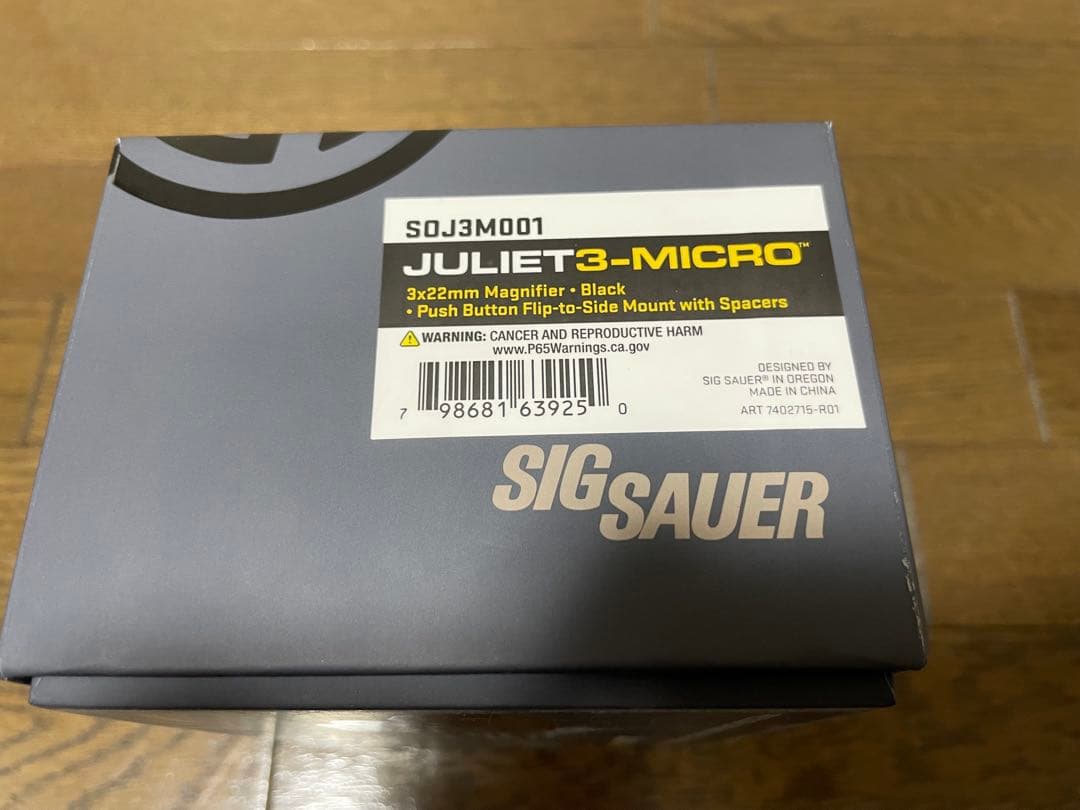 SOJ3M001
JULIET3-MICRO™
3x22mm Magnifier • Black
• Push Button Flip-to-Side Mount with Spacers
WARNING: CANCER AND REPRODUCTIVE HARM
www.P65Warnings.ca.gov
7 98681 63925 0
DESIGNED BY
SIG SAUER® IN OREGON
MADE IN CHINA
ART 7402715-R01
SIG SAUER